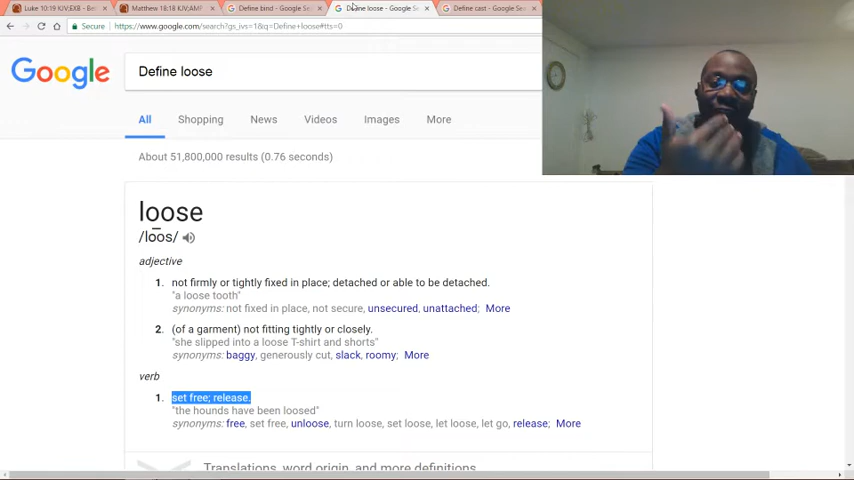 Luke 10:19 KJV;EXB - Be
Matthew 18:18 KJV;AMP
Define bind - Google Se
Define loose - Google Se
Define cast - Google Sea
Secure
https://www.google.com/search?gs_ivs=1&q=Define+loose#tts=0
Google
Define loose
All Shopping News Videos Images More
About 51,800,000 results (0.76 seconds)
loose
/lo͞os/
adjective
1. not firmly or tightly fixed in place; detached or able to be detached.
"a loose tooth"
synonyms: not fixed in place, not secure, unsecured, unattached; More
2. (of a garment) not fitting tightly or closely.
"she slipped into a loose T-shirt and shorts"
synonyms: baggy, generously cut, slack, roomy; More
verb
1. set free; release.
"the hounds have been loosed"
synonyms: free, set free, unloose, turn loose, set loose, let loose, let go, release; More
Translations, word origin, and more definitions